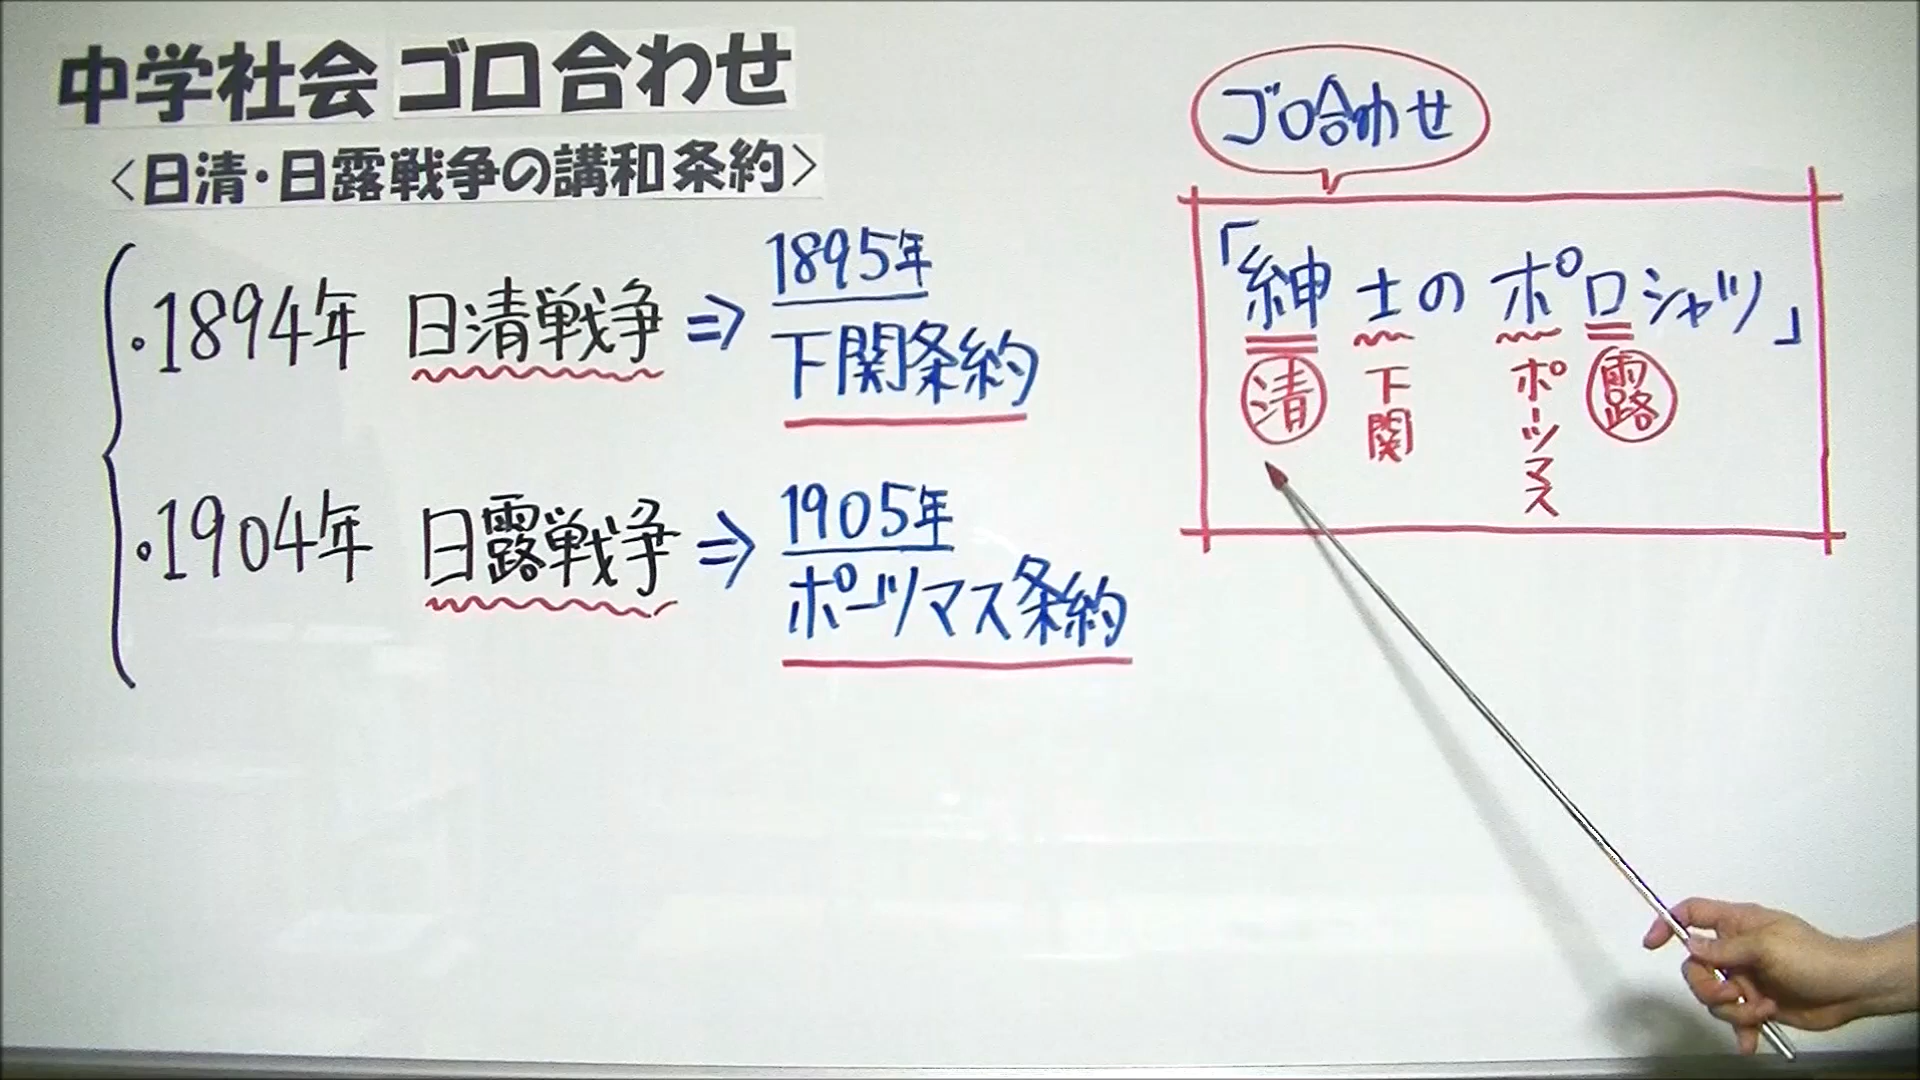 中学社会 ゴロ合わせ
<日清・日露戦争の講和条約>
・1894年 日清戦争 ⇒ 1895年
下関条約
・1904年 日露戦争 ⇒ 1905年
ポーツマス条約
ゴロ合わせ
「紳士のポロシャツ」
清 下関 ポーツマス 露